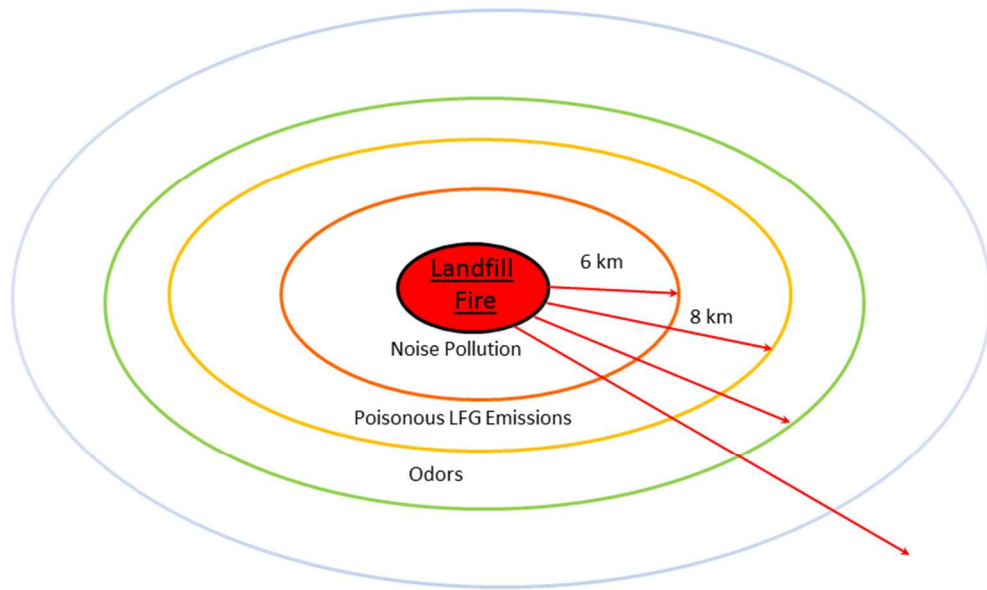 Landfill
Fire
6 km
8 km
Noise Pollution
Poisonous LFG Emissions
Odors